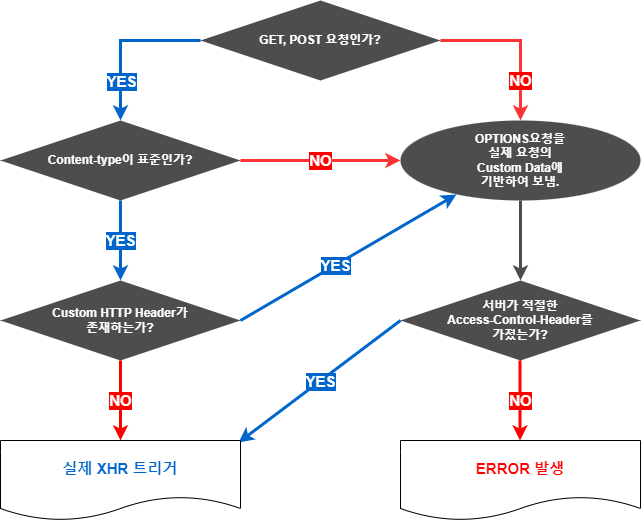 GET, POST 요청인가?
YES
NO
Content-type이 표준인가?
NO
OPTIONS요청을
실제 요청의
Custom Data에
기반하여 보냄.
YES
YES
Custom HTTP Header가
존재하는가?
서버가 적절한
Access-Control-Header를
가졌는가?
NO
YES
NO
실제 XHR 트리거
ERROR 발생